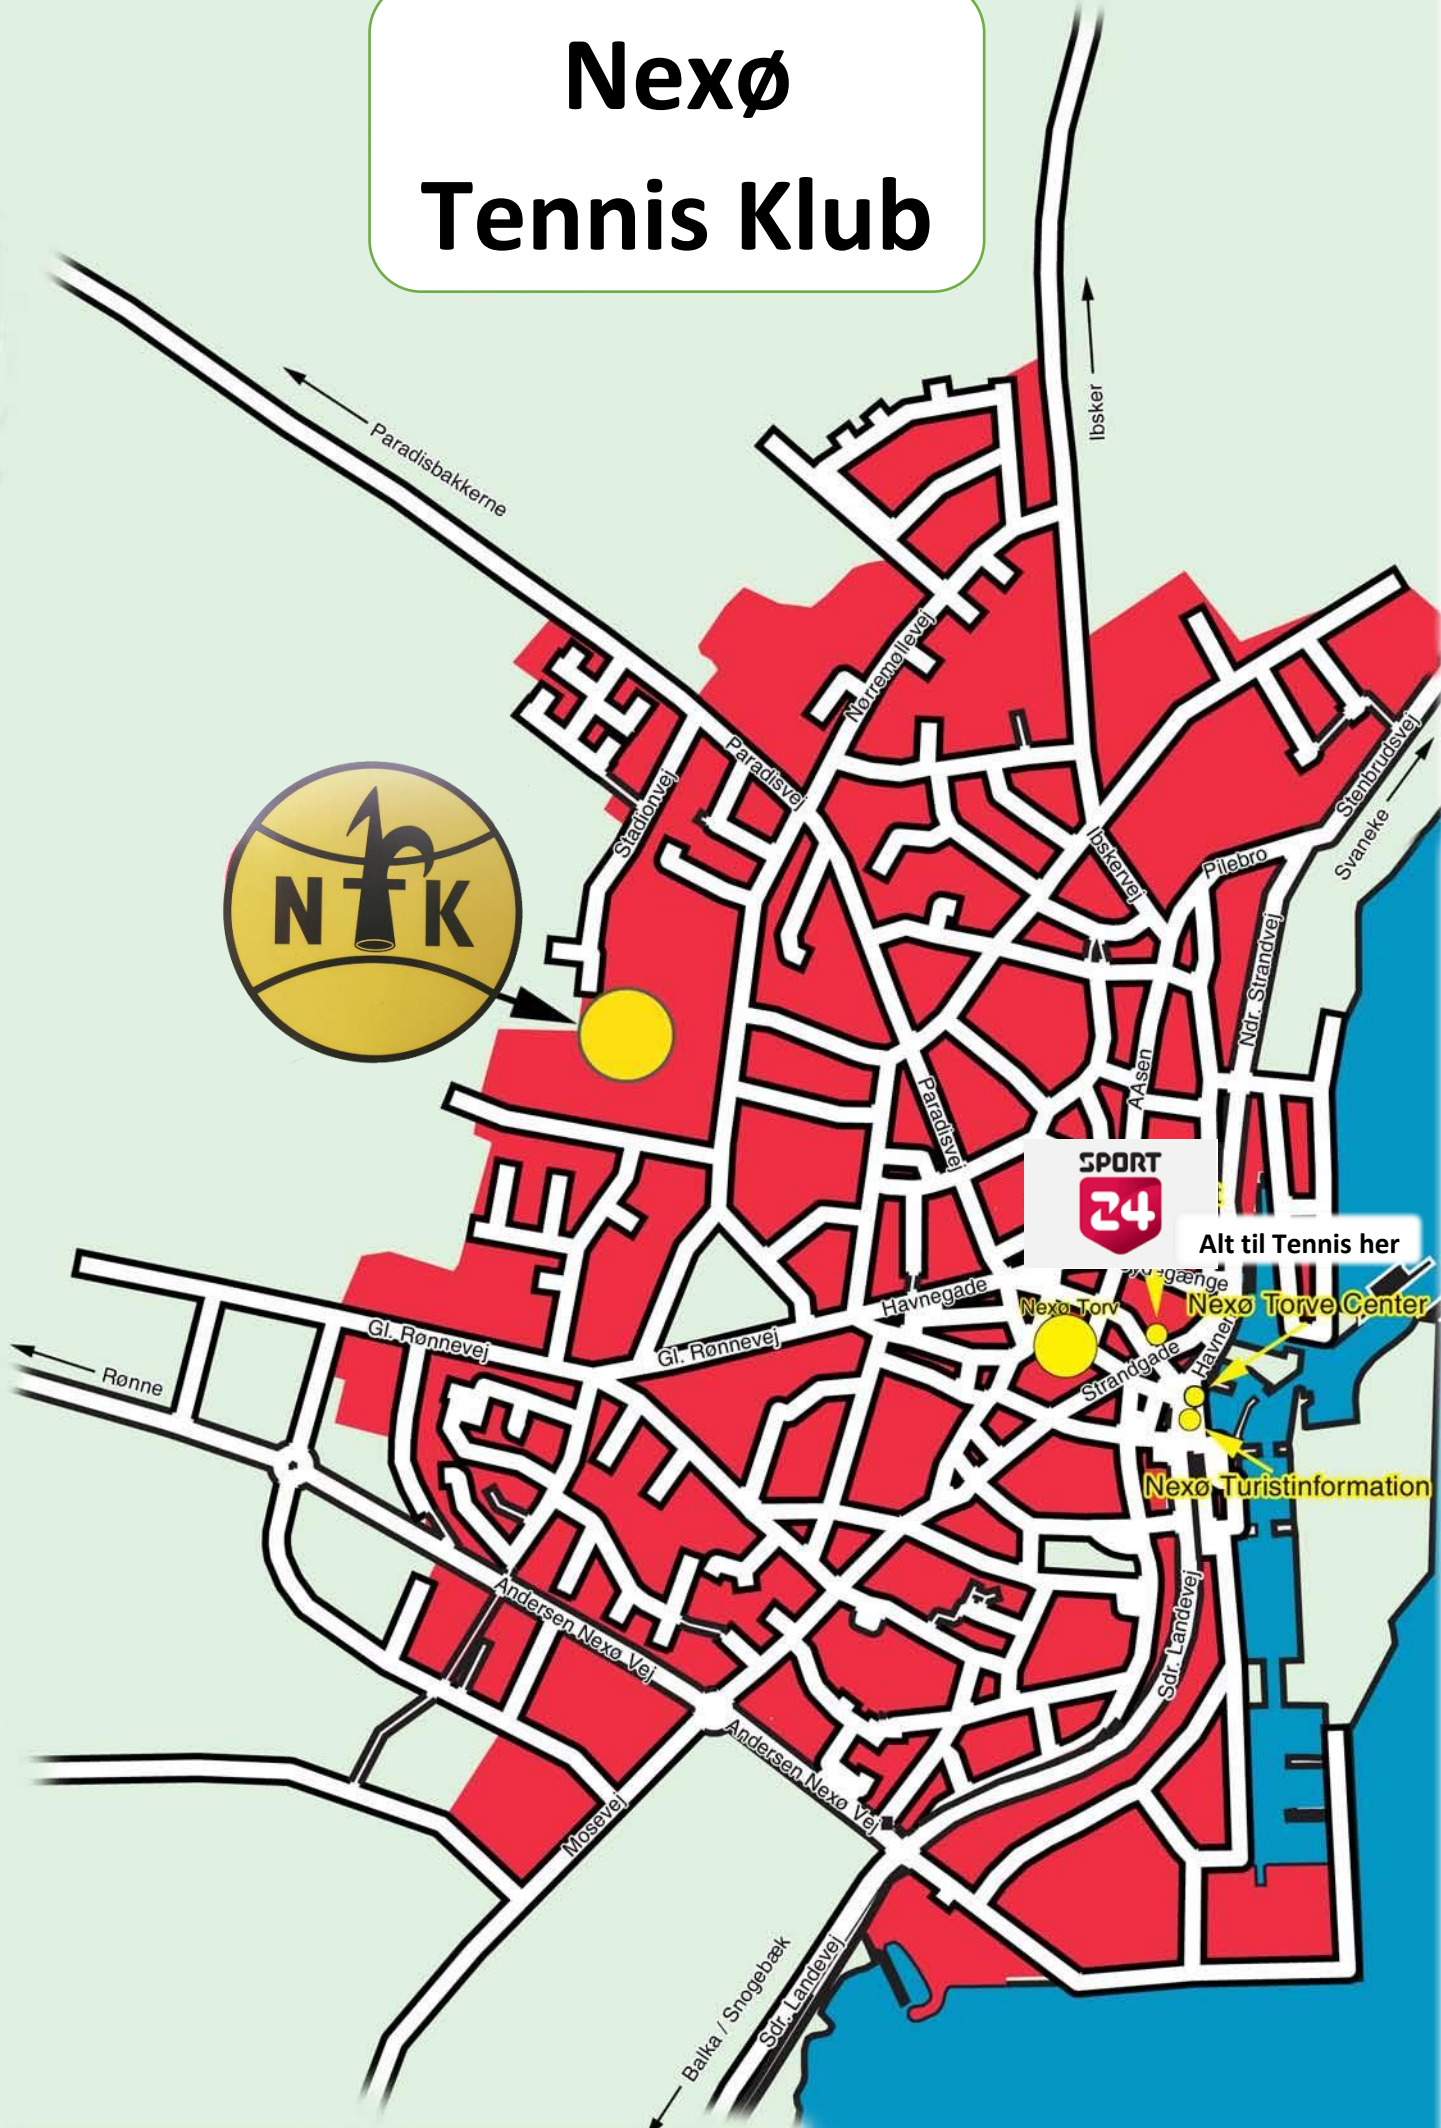 Nexø
Tennis Klub
Ibsker
Paradisbakkerne
Nørremøllevej
Paradisvej
Stadionvej
Stenbrudsvej
Svaneke
Ibskervej
Pilebro
Ndr. Strandvej
NTK
AAsen
Paradisvej
SPORT
24
Alt til Tennis her
Havnegade
Nexø Torv
Nexø Torve Center
Gl. Rønnevej
Gl. Rønnevej
Strandgade
Rønne
Nexø Turistinformation
Andersen Nexø Vej
Sdr. Landevej
Andersen Nexø Vej
Mosevej
Balka / Snogebæk
Sdr. Landevej